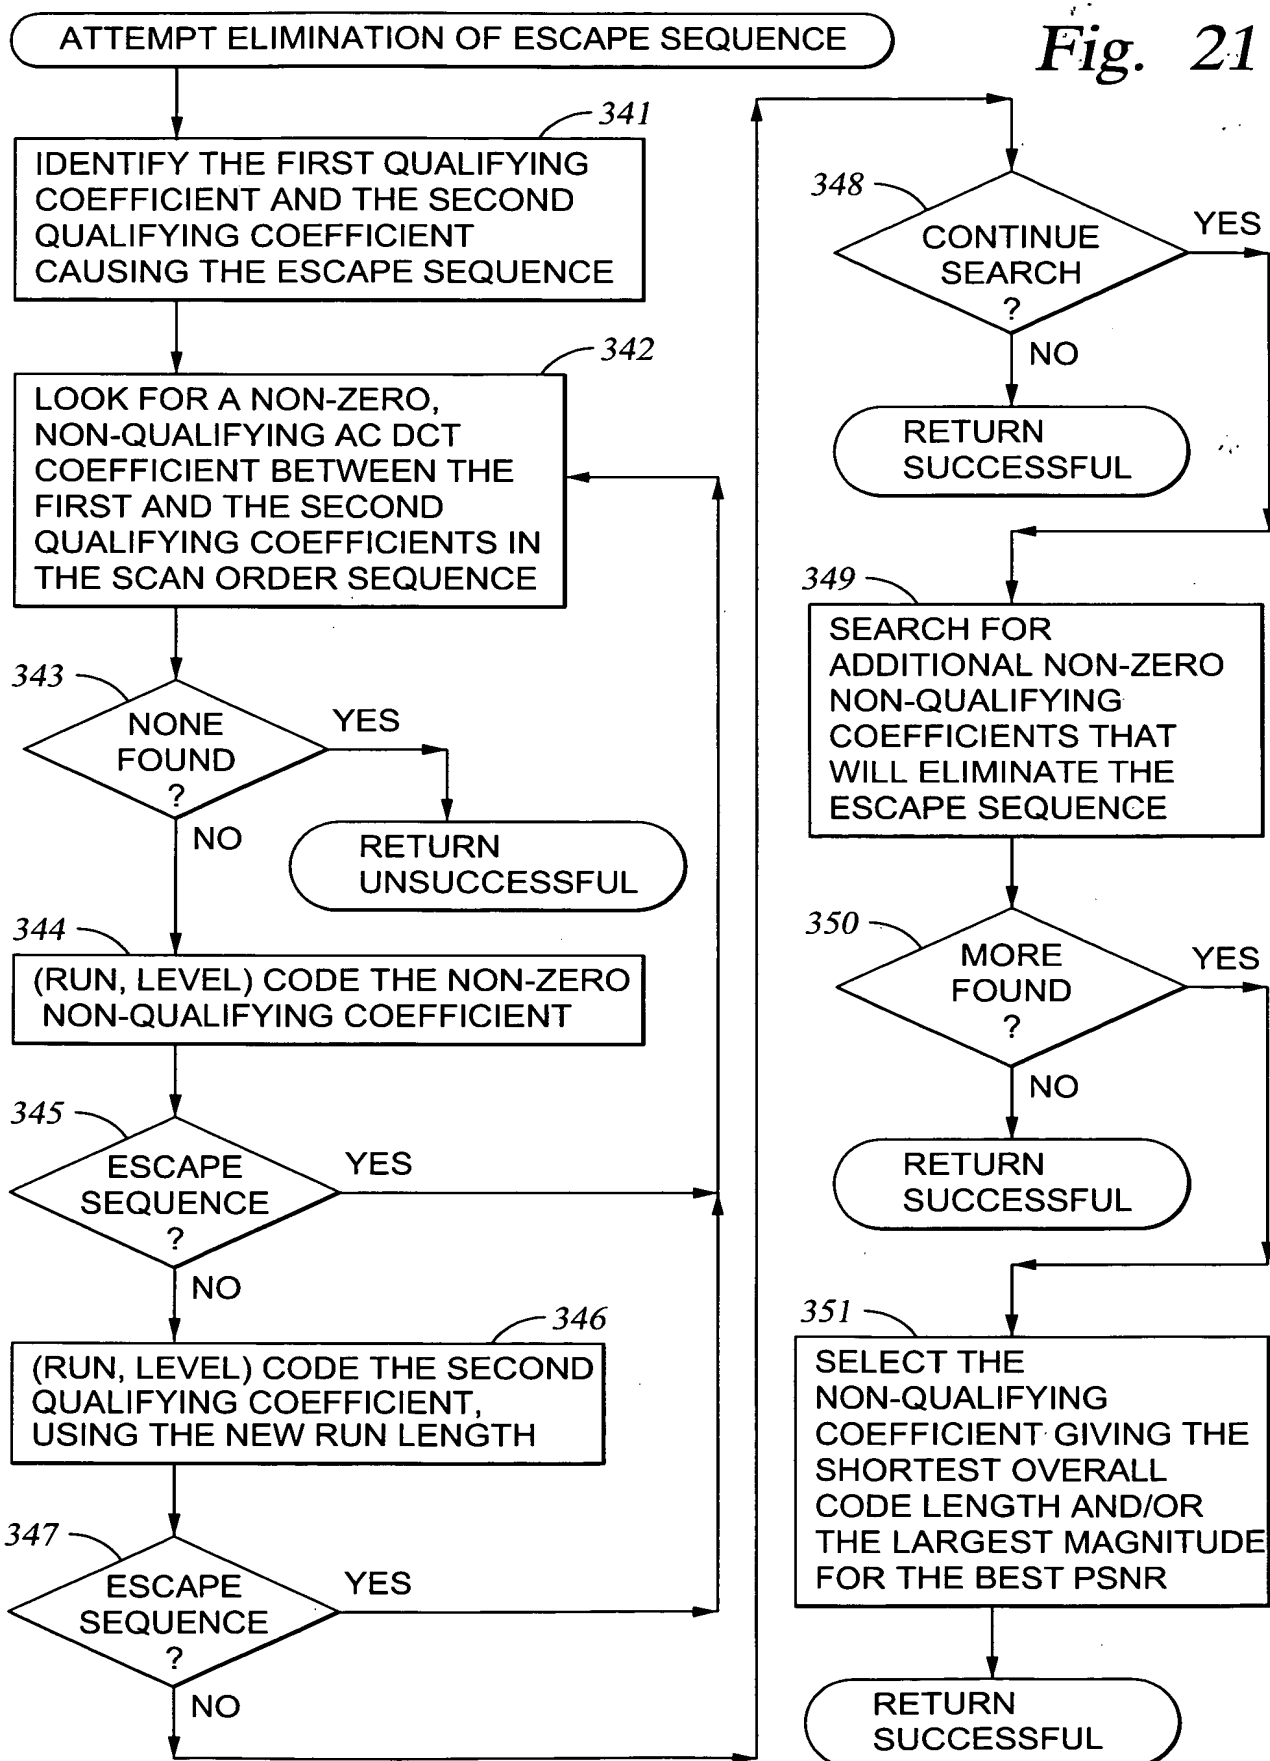 Fig. 21
ATTEMPT ELIMINATION OF ESCAPE SEQUENCE
341
IDENTIFY THE FIRST QUALIFYING
COEFFICIENT AND THE SECOND
QUALIFYING COEFFICIENT
CAUSING THE ESCAPE SEQUENCE
342
LOOK FOR A NON-ZERO,
NON-QUALIFYING AC DCT
COEFFICIENT BETWEEN THE
FIRST AND THE SECOND
QUALIFYING COEFFICIENTS IN
THE SCAN ORDER SEQUENCE
343
NONE
FOUND
?
YES
NO
RETURN
UNSUCCESSFUL
344
(RUN, LEVEL) CODE THE NON-ZERO
NON-QUALIFYING COEFFICIENT
345
ESCAPE
SEQUENCE
?
YES
NO
346
(RUN, LEVEL) CODE THE SECOND
QUALIFYING COEFFICIENT,
USING THE NEW RUN LENGTH
347
ESCAPE
SEQUENCE
?
YES
NO
348
CONTINUE
SEARCH
?
YES
NO
RETURN
SUCCESSFUL
349
SEARCH FOR
ADDITIONAL NON-ZERO
NON-QUALIFYING
COEFFICIENTS THAT
WILL ELIMINATE THE
ESCAPE SEQUENCE
350
MORE
FOUND
?
YES
NO
RETURN
SUCCESSFUL
351
SELECT THE
NON-QUALIFYING
COEFFICIENT GIVING THE
SHORTEST OVERALL
CODE LENGTH AND/OR
THE LARGEST MAGNITUDE
FOR THE BEST PSNR
RETURN
SUCCESSFUL